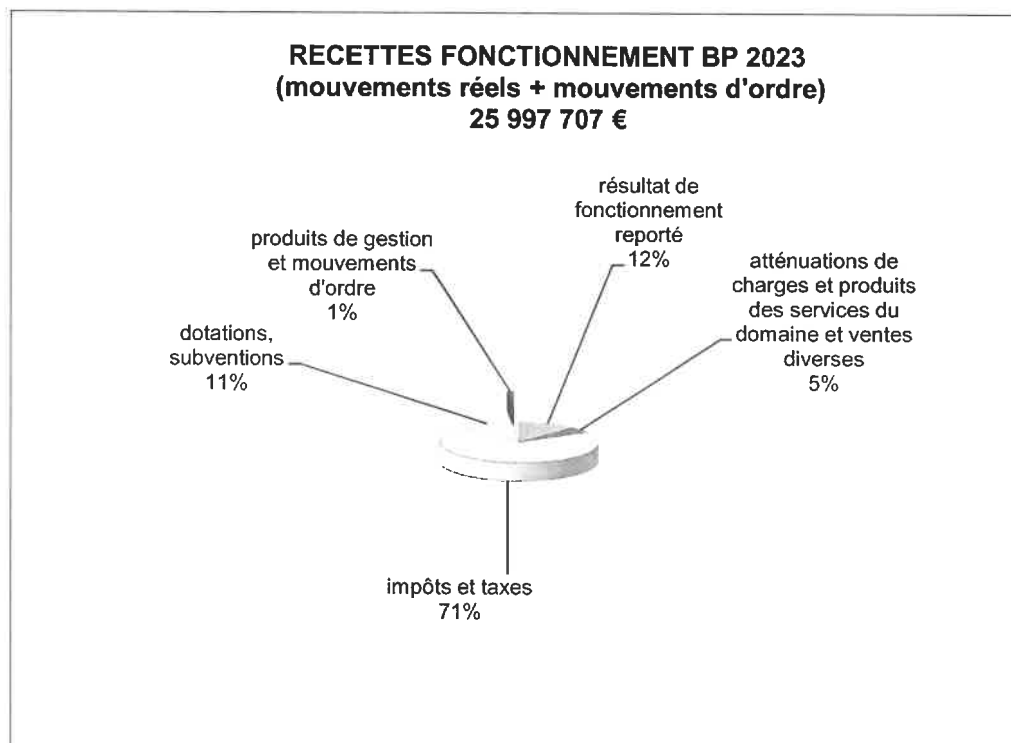 RECETTES FONCTIONNEMENT BP 2023
(mouvements réels + mouvements d'ordre)
25 997 707 €
résultat de
fonctionnement
reporté
12%
produits de gestion
et mouvements
d'ordre
1%
atténuations de
charges et produits
des services du
domaine et ventes
diverses
5%
dotations,
subventions
11%
impôts et taxes
71%